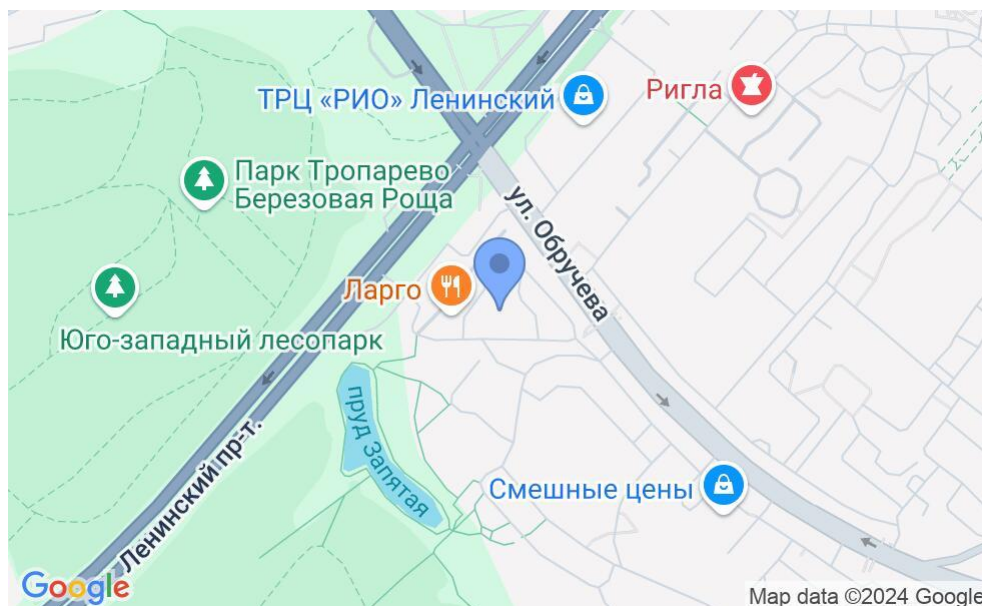 ТРЦ «РИО» Ленинский
Ригла
Парк Тропарево
Березовая Роща
ул. Обручева
Ларго
Юго-западный лесопарк
пруд Запятая
Ленинский пр-т.
Смешные цены
Google
Map data ©2024 Google